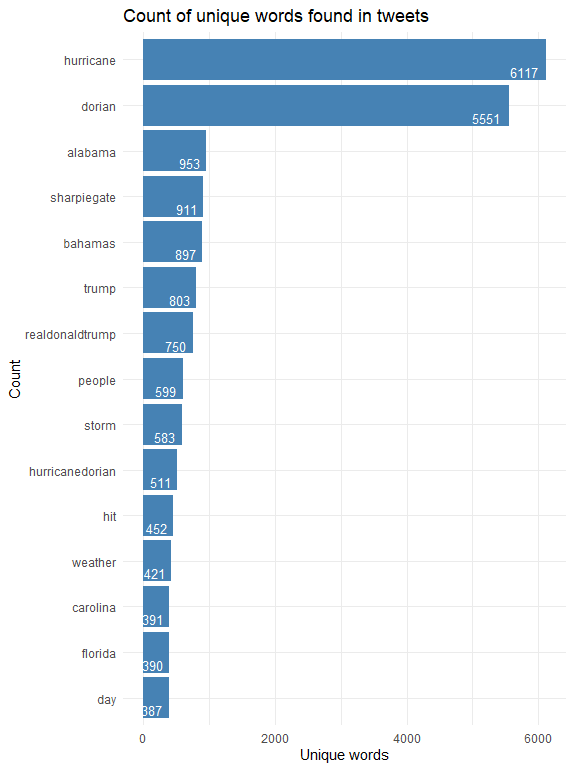 Count of unique words found in tweets
hurricane 6117
dorian 5551
alabama 953
sharpiegate 911
bahamas 897
trump 803
realdonaldtrump 750
people 599
storm 583
hurricanedorian 511
hit 452
weather 421
carolina 391
florida 390
day 387
Count
0 2000 4000 6000
Unique words